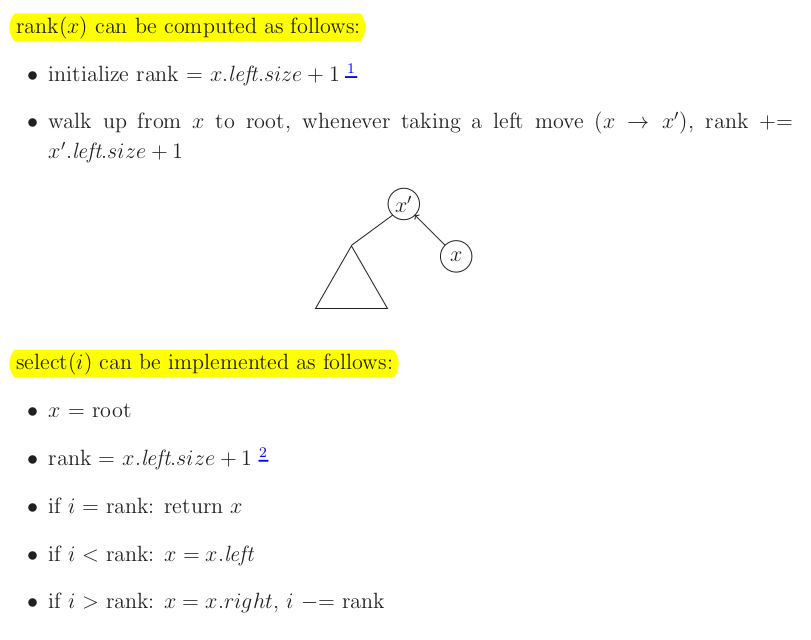 rank(x) can be computed as follows:
• initialize rank = x.left.size + 1 1
• walk up from x to root, whenever taking a left move (x → x′), rank +=
x′.left.size + 1
x′
x
select(i) can be implemented as follows:
• x = root
• rank = x.left.size + 1 2
• if i = rank: return x
• if i < rank: x = x.left
• if i > rank: x = x.right, i −= rank